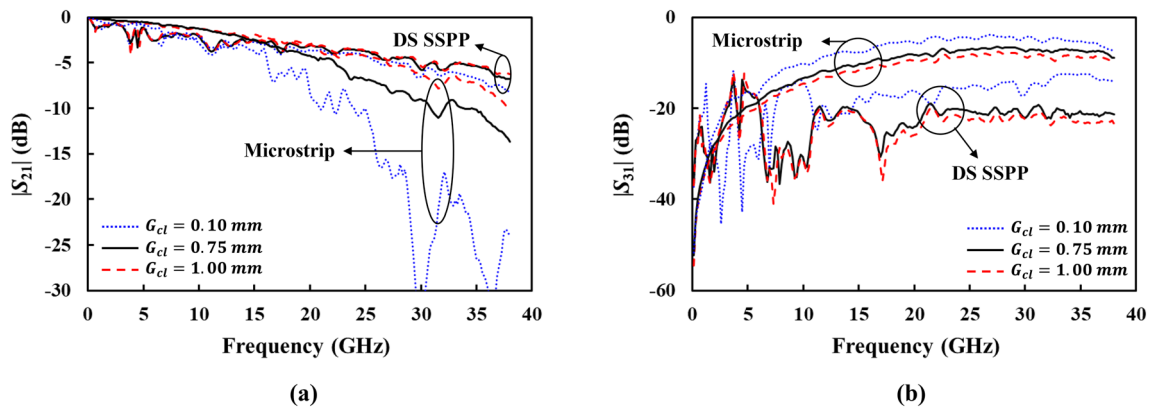 0
-5
-10
-15
-20
-25
-30
|S21| (dB)
DS SSPP
Microstrip
Gcl = 0.10 mm
Gcl = 0.75 mm
Gcl = 1.00 mm
0 5 10 15 20 25 30 35 40
Frequency (GHz)
(a)
0
-20
-40
-60
|S31| (dB)
Microstrip
DS SSPP
Gcl = 0.10 mm
Gcl = 0.75 mm
Gcl = 1.00 mm
0 5 10 15 20 25 30 35 40
Frequency (GHz)
(b)